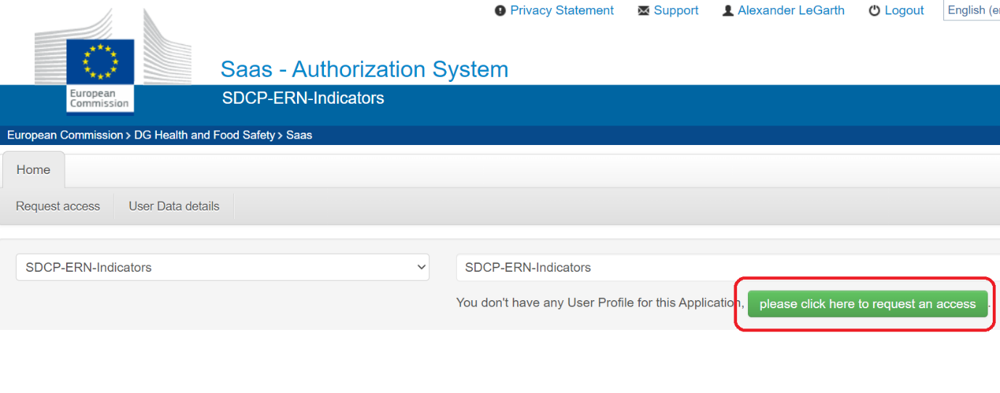 Privacy Statement Support Alexander LeGarth Logout English (e
Saas - Authorization System
European
Commission
SDCP-ERN-Indicators
European Commission > DG Health and Food Safety > Saas
Home
Request access User Data details
SDCP-ERN-Indicators SDCP-ERN-Indicators
You don't have any User Profile for this Application, please click here to request an access.